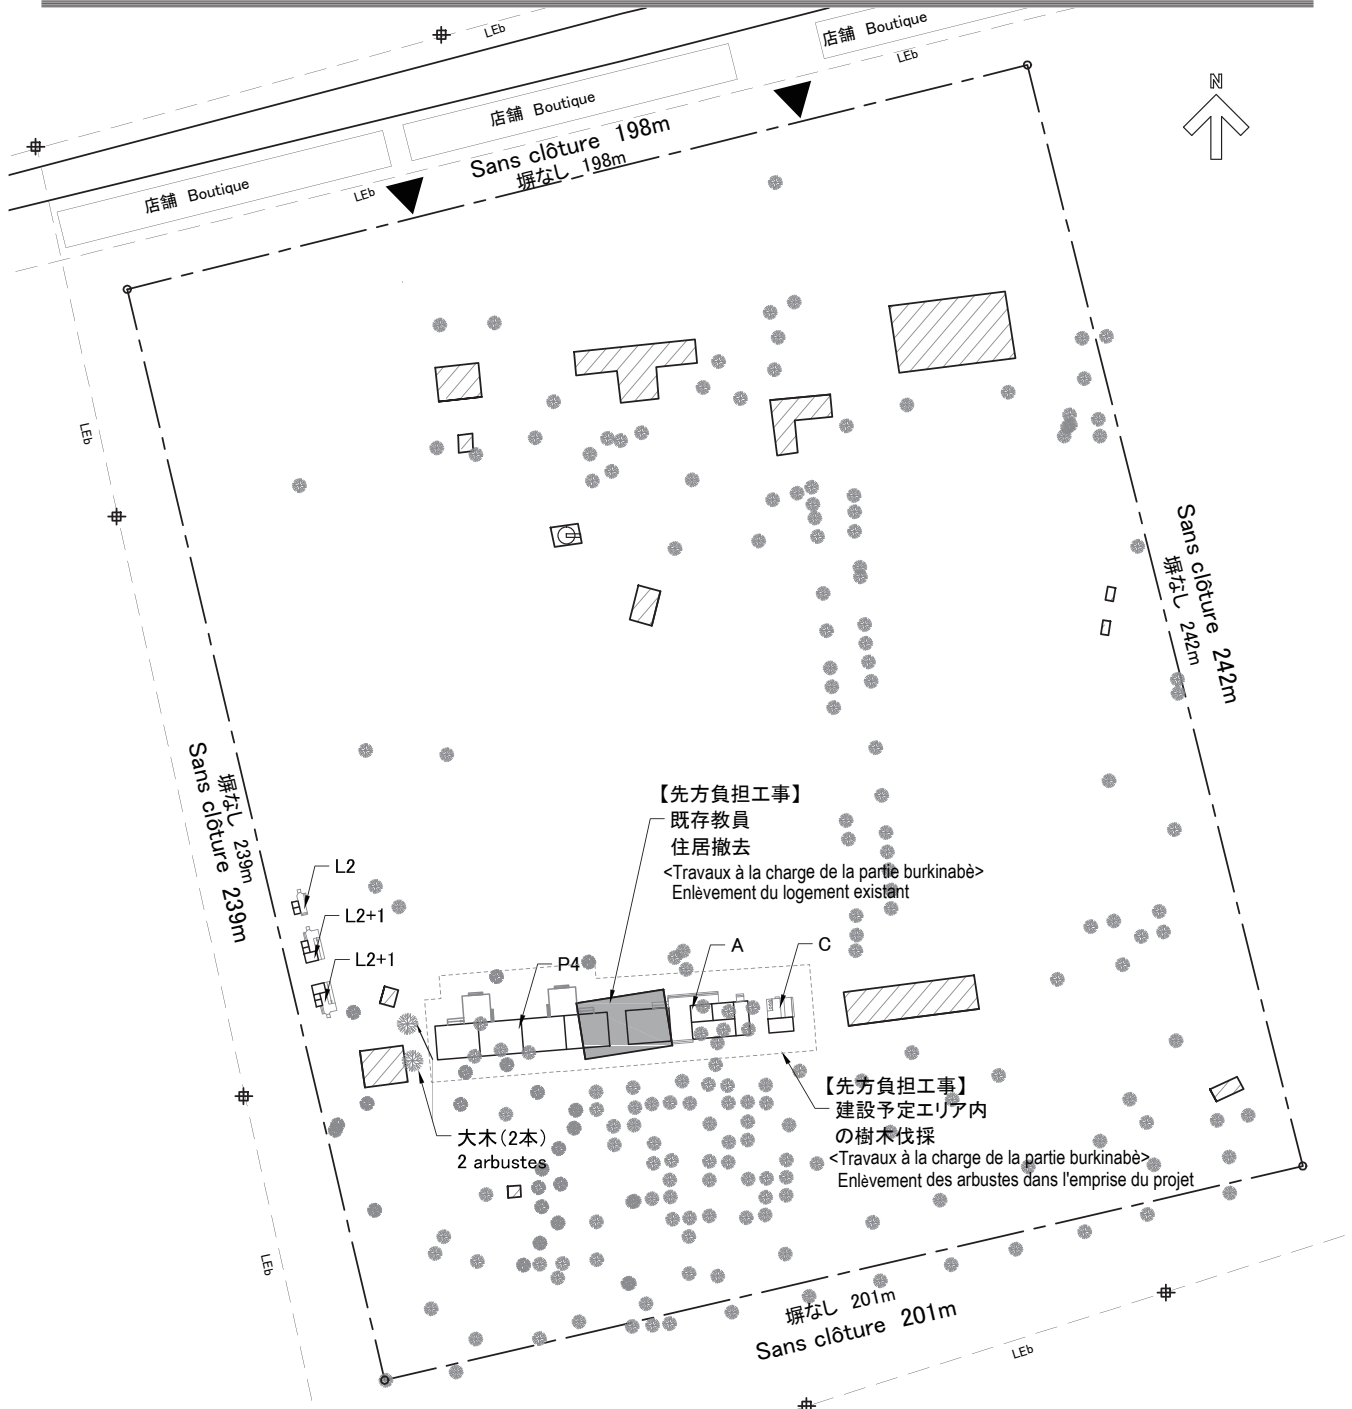 LEb
店舗 Boutique
LEb
店舗 Boutique
店舗 Boutique
LEb
N
Sans clôture 198m
塀なし 198m
LEb
Sans clôture 242m
塀なし 242m
塀なし 239m
Sans clôture 239m
【先方負担工事】
既存教員
住居撤去
<Travaux à la charge de la partie burkinabè>
Enlèvement du logement existant
L2
L2+1
L2+1
P4
A
C
大木(2本)
2 arbustes
【先方負担工事】
建設予定エリア内
の樹木伐採
<Travaux à la charge de la partie burkinabè>
Enlèvement des arbustes dans l'emprise du projet
LEb
塀なし 201m
Sans clôture 201m
LEb